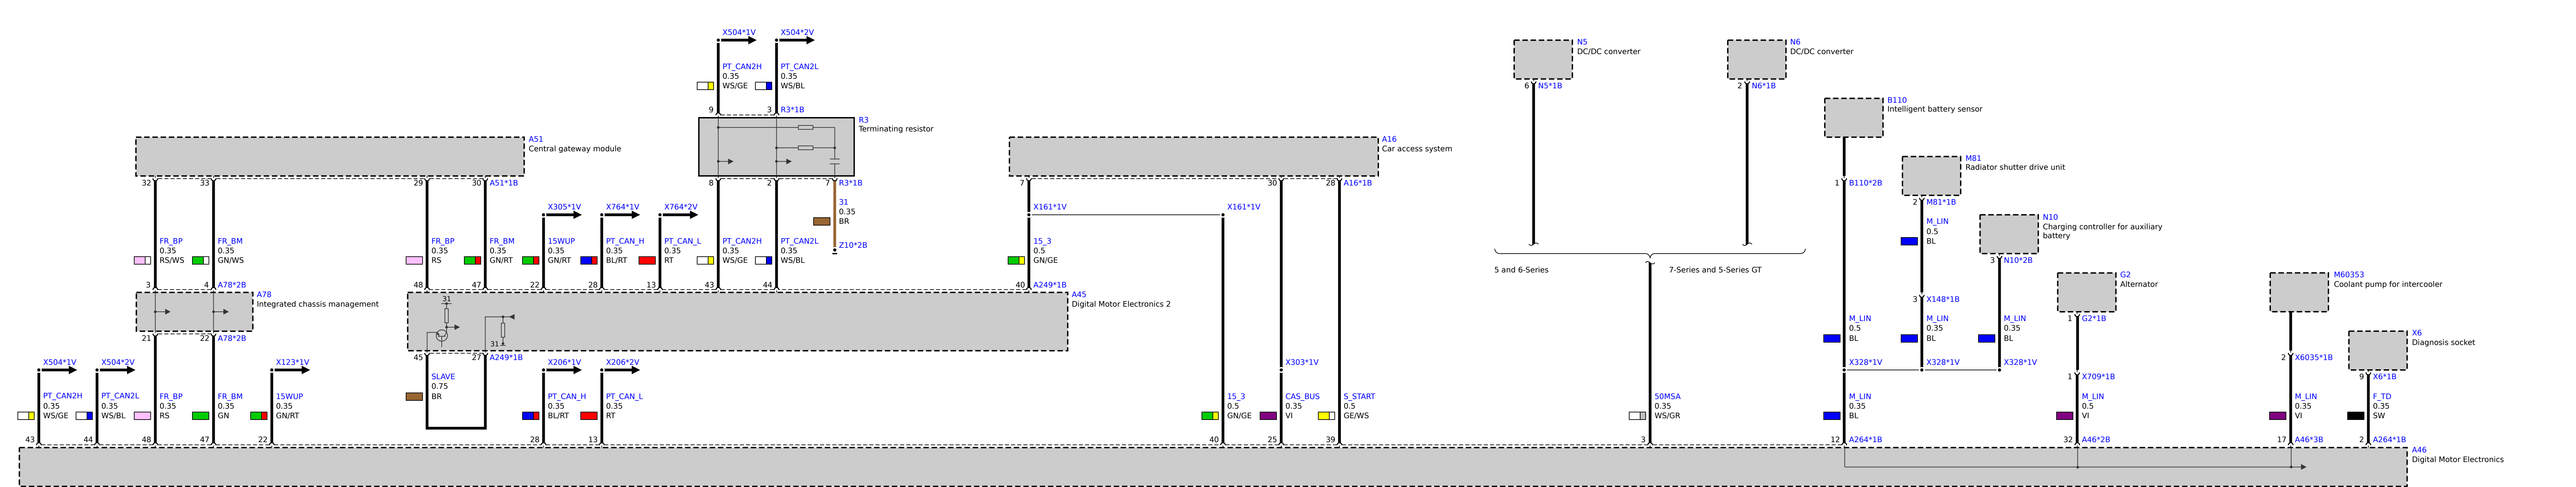 X504*1V
X504*2V
PT_CAN2H
0.35
WS/GE
PT_CAN2L
0.35
WS/BL
9
3
R3*1B
R3
Terminating resistor
N5
DC/DC converter
6
N5*1B
N6
DC/DC converter
2
N6*1B
B110
Intelligent battery sensor
A51
Central gateway module
A16
Car access system
M81
Radiator shutter drive unit
32
33
29
30
A51*1B
8
2
7
R3*1B
7
30
28
A16*1B
1
B110*2B
2
M81*1B
31
0.35
BR
X305*1V
X764*1V
X764*2V
X161*1V
X161*1V
M_LIN
0.5
BL
N10
Charging controller for auxiliary
battery
FR_BP
0.35
RS/WS
FR_BM
0.35
GN/WS
FR_BP
0.35
RS
FR_BM
0.35
GN/RT
15WUP
0.35
GN/RT
PT_CAN_H
0.35
BL/RT
PT_CAN_L
0.35
RT
PT_CAN2H
0.35
WS/GE
PT_CAN2L
0.35
WS/BL
Z10*2B
15_3
0.5
GN/GE
5 and 6-Series
7-Series and 5-Series GT
3
N10*2B
3
4
A78*2B
48
47
22
28
13
43
44
40
A249*1B
A78
Integrated chassis management
31
31
A45
Digital Motor Electronics 2
3
X148*1B
G2
Alternator
1
G2*1B
M60353
Coolant pump for intercooler
M_LIN
0.5
BL
M_LIN
0.35
BL
M_LIN
0.35
BL
21
22
A78*2B
45
27
A249*1B
X6
Diagnosis socket
2
X6035*1B
X504*1V
X504*2V
X123*1V
X206*1V
X206*2V
X303*1V
X328*1V
X328*1V
X328*1V
1
X709*1B
9
X6*1B
SLAVE
0.75
BR
PT_CAN2H
0.35
WS/GE
PT_CAN2L
0.35
WS/BL
FR_BP
0.35
RS
FR_BM
0.35
GN
15WUP
0.35
GN/RT
PT_CAN_H
0.35
BL/RT
PT_CAN_L
0.35
RT
15_3
0.5
GN/GE
CAS_BUS
0.35
VI
S_START
0.5
GE/WS
50MSA
0.35
WS/GR
M_LIN
0.35
BL
M_LIN
0.5
VI
M_LIN
0.35
VI
F_TD
0.35
SW
43
44
48
47
22
28
13
40
25
39
3
12
A264*1B
32
A46*2B
17
A46*3B
2
A264*1B
A46
Digital Motor Electronics